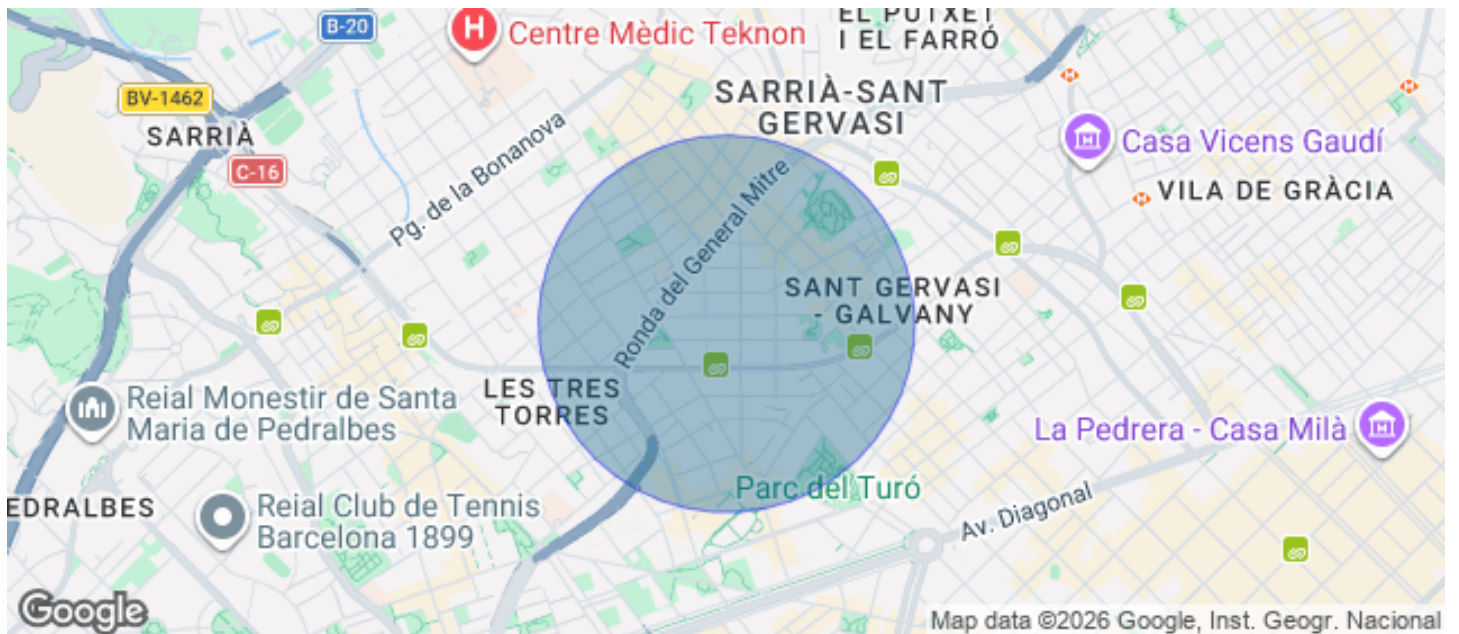 B-20
Centre Mèdic Teknon
EL PUTXET
I EL FARRÓ
BV-1462
SARRIÀ
C-16
Pg. de la Bonanova
SARRIÀ-SANT
GERVASI
Casa Vicens Gaudí
VILA DE GRÀCIA
Ronda del General Mitre
SANT GERVASI
- GALVANY
LES TRES
TORRES
Reial Monestir de Santa
Maria de Pedralbes
La Pedrera - Casa Milà
EDRALBES
Reial Club de Tennis
Barcelona 1899
Parc del Turó
Av. Diagonal
Google
Map data ©2026 Google, Inst. Geogr. Nacional